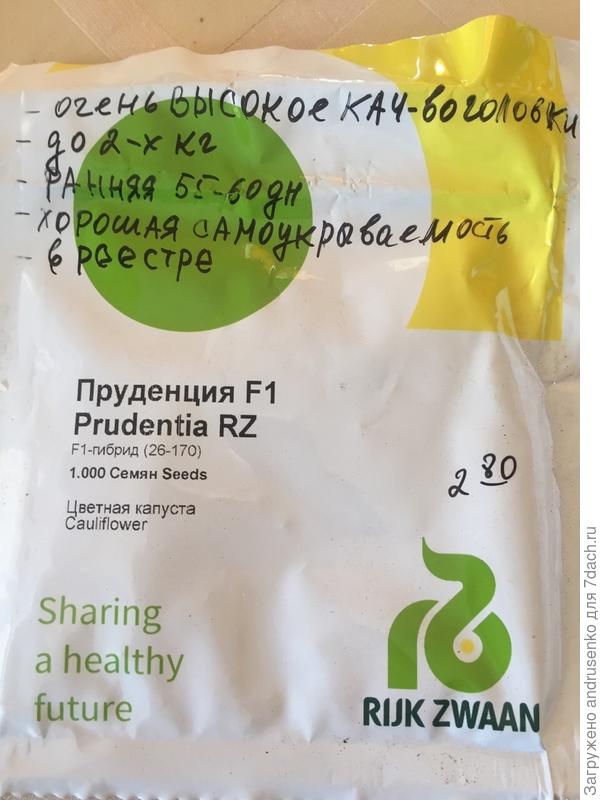 - очень ВЫСОКОЕ КАЧ-во головки
- до 2-х кг
- РАННЯЯ 55-60 дн
- ХОРОШАЯ САМОукрываемость
- в реестре
Пруденция F1
Prudentia RZ
F1-гибрид (26-170)
1.000 Семян Seeds
2 80
Цветная капуста
Cauliflower
Sharing
a healthy
future
RIJK ZWAAN
Загружено andrusenko для 7dach.ru